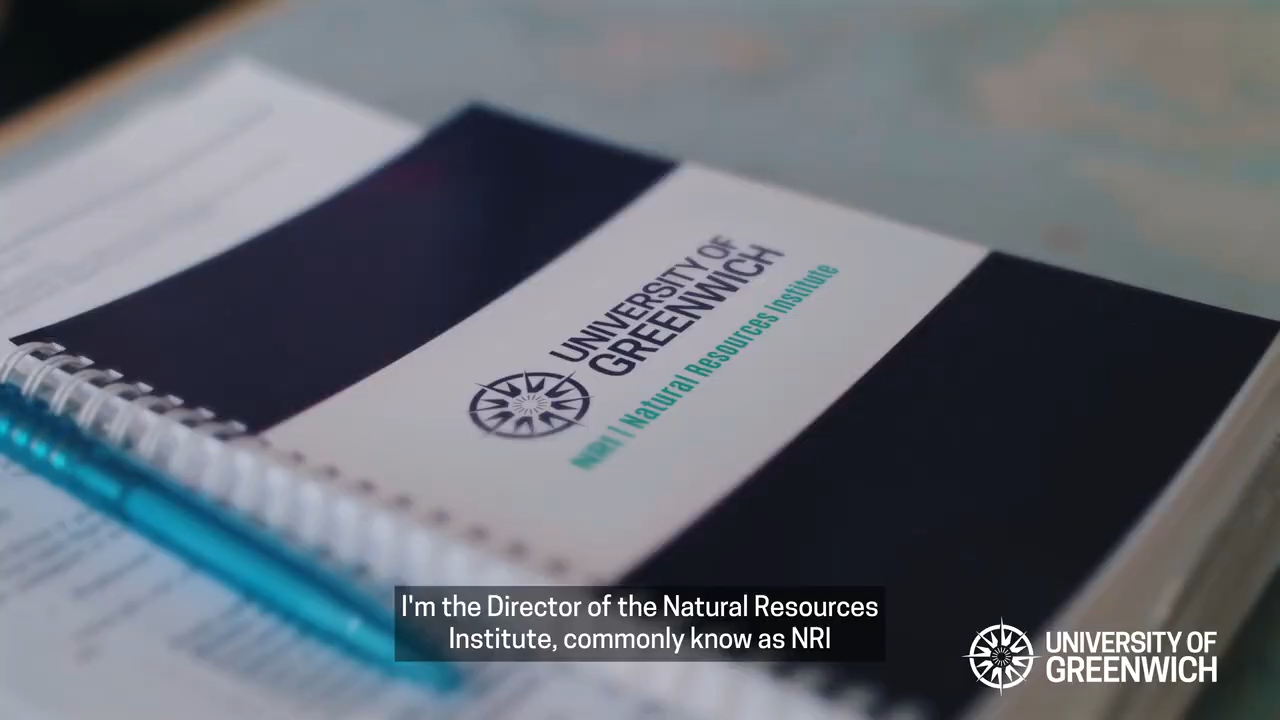 UNIVERSITY OF
GREENWICH
NRI | Natural Resources Institute
I'm the Director of the Natural Resources
Institute, commonly know as NRI
UNIVERSITY OF
GREENWICH